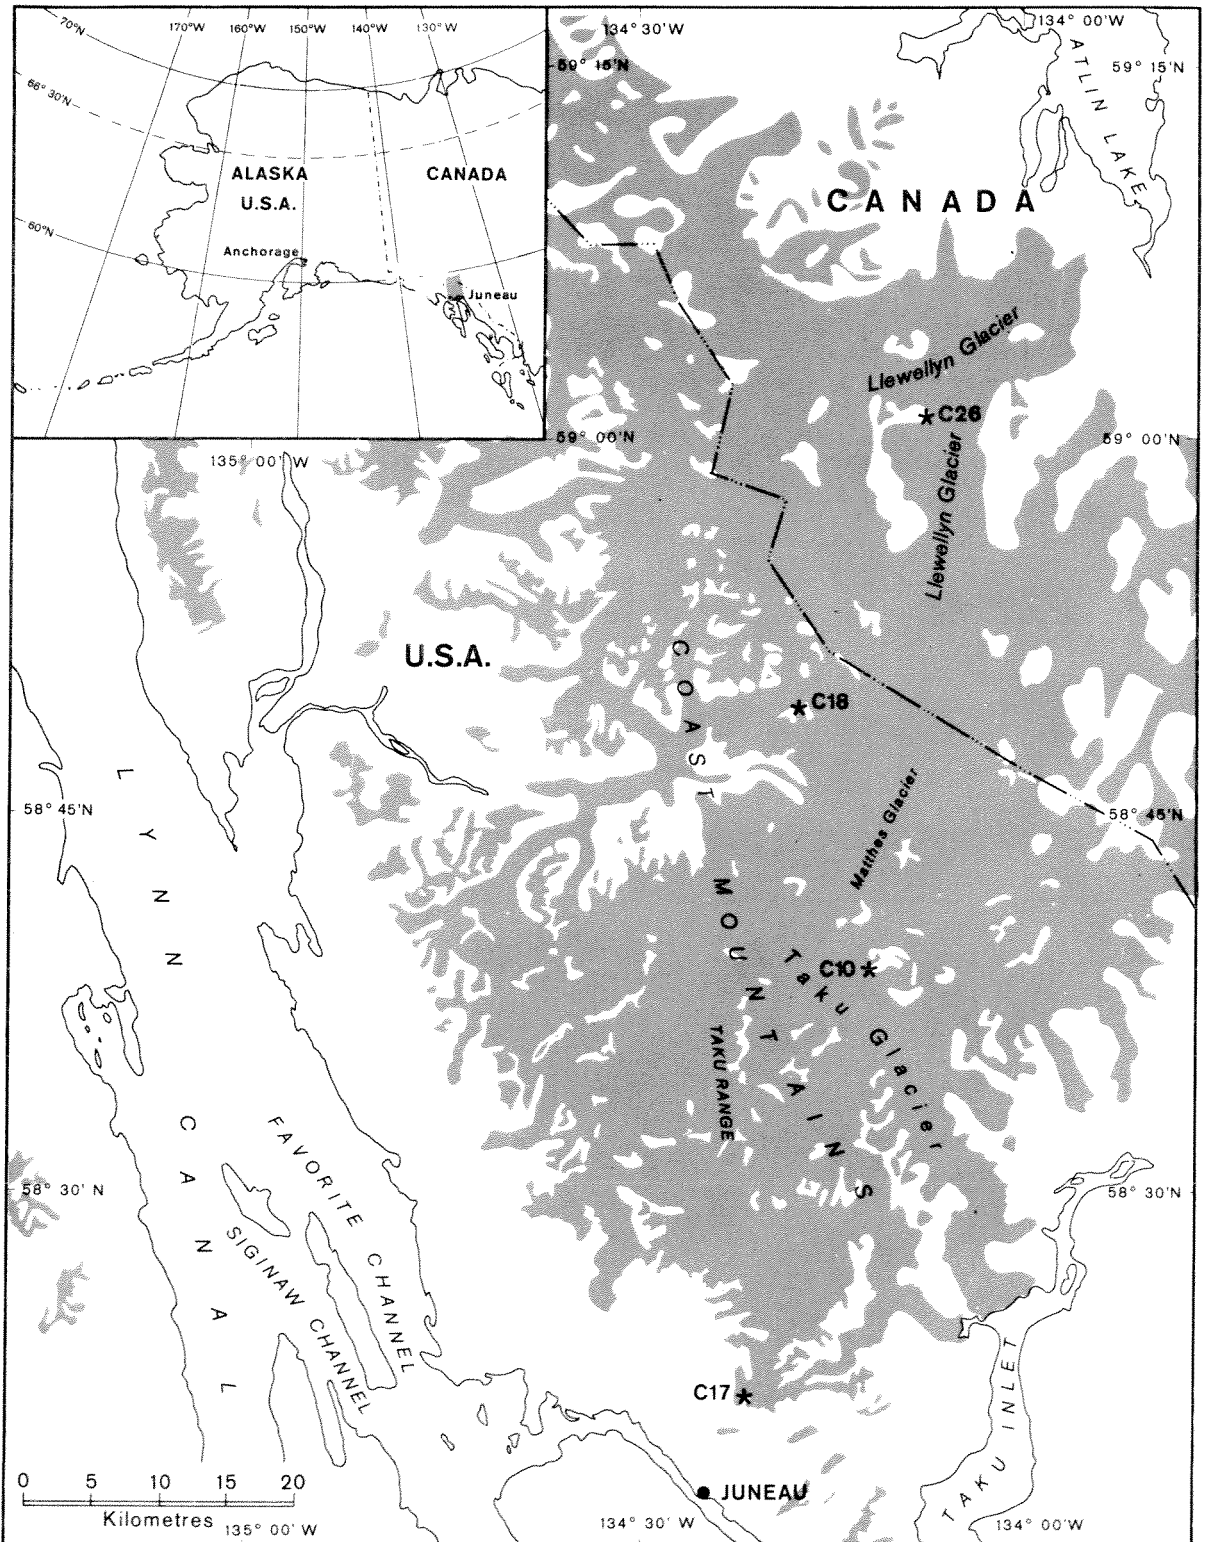 70°N
170°W
160°W
150°W
140°W
130°W
66° 30'N
ALASKA
U.S.A.
CANADA
60°N
Anchorage
Juneau
134° 30' W
134° 00' W
59° 15'N
59° 15'N
ATLIN LAKE
CANADA
Llewellyn Glacier
C26
59° 00'N
59° 00'N
135° 00' W
Llewellyn Glacier
U.S.A.
C18
COAST MOUNTAINS
58° 45'N
58° 45'N
Matthes Glacier
LYNN CANAL
C10
Taku Glacier
TAKU RANGE
FAVORITE CHANNEL
58° 30' N
58° 30'N
SIGINAW CHANNEL
C17
TAKU INLET
0 5 10 15 20
Kilometres
JUNEAU
135° 00' W
134° 30' W
134° 00'W